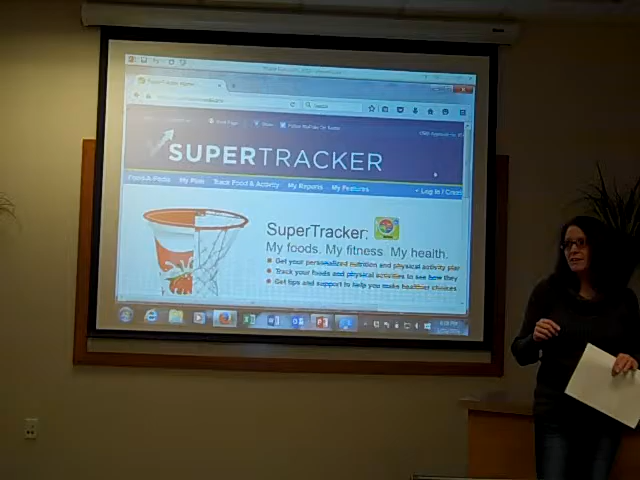 SUPERTRACKER
Food-A-Pedia My Plan Track Food & Activity My Reports My Features Log In /
SuperTracker:
My foods. My fitness. My health.
Get your personalized nutrition and physical activity plan
Track your foods and physical activities to see how they
Get tips and support to help you make healthier choices